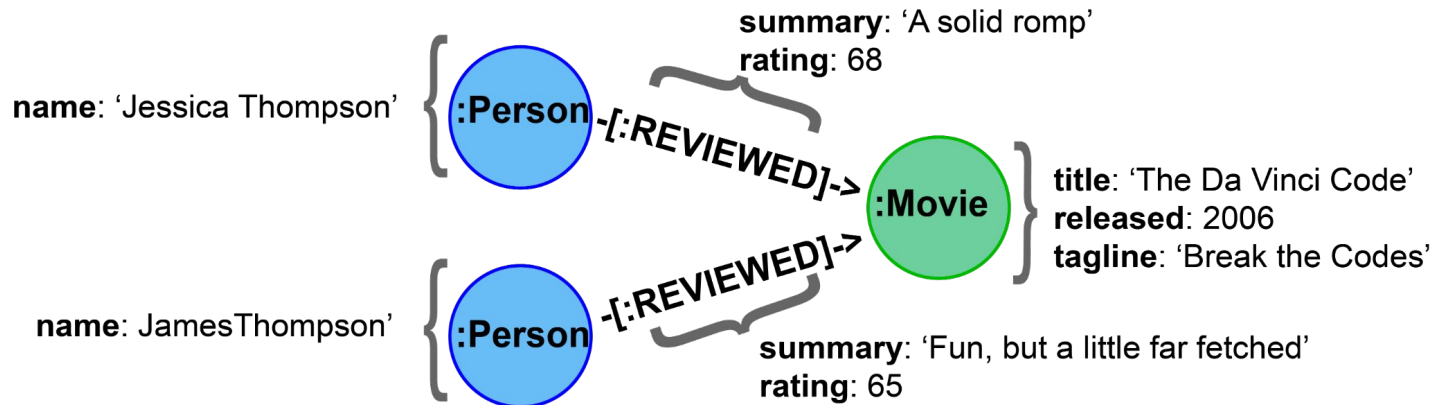 summary: ‘A solid romp’
rating: 68
name: ‘Jessica Thompson’
:Person
-[:REVIEWED]->
:Movie
title: ‘The Da Vinci Code’
released: 2006
tagline: ‘Break the Codes’
-[:REVIEWED]->
name: JamesThompson’
:Person
summary: ‘Fun, but a little far fetched’
rating: 65